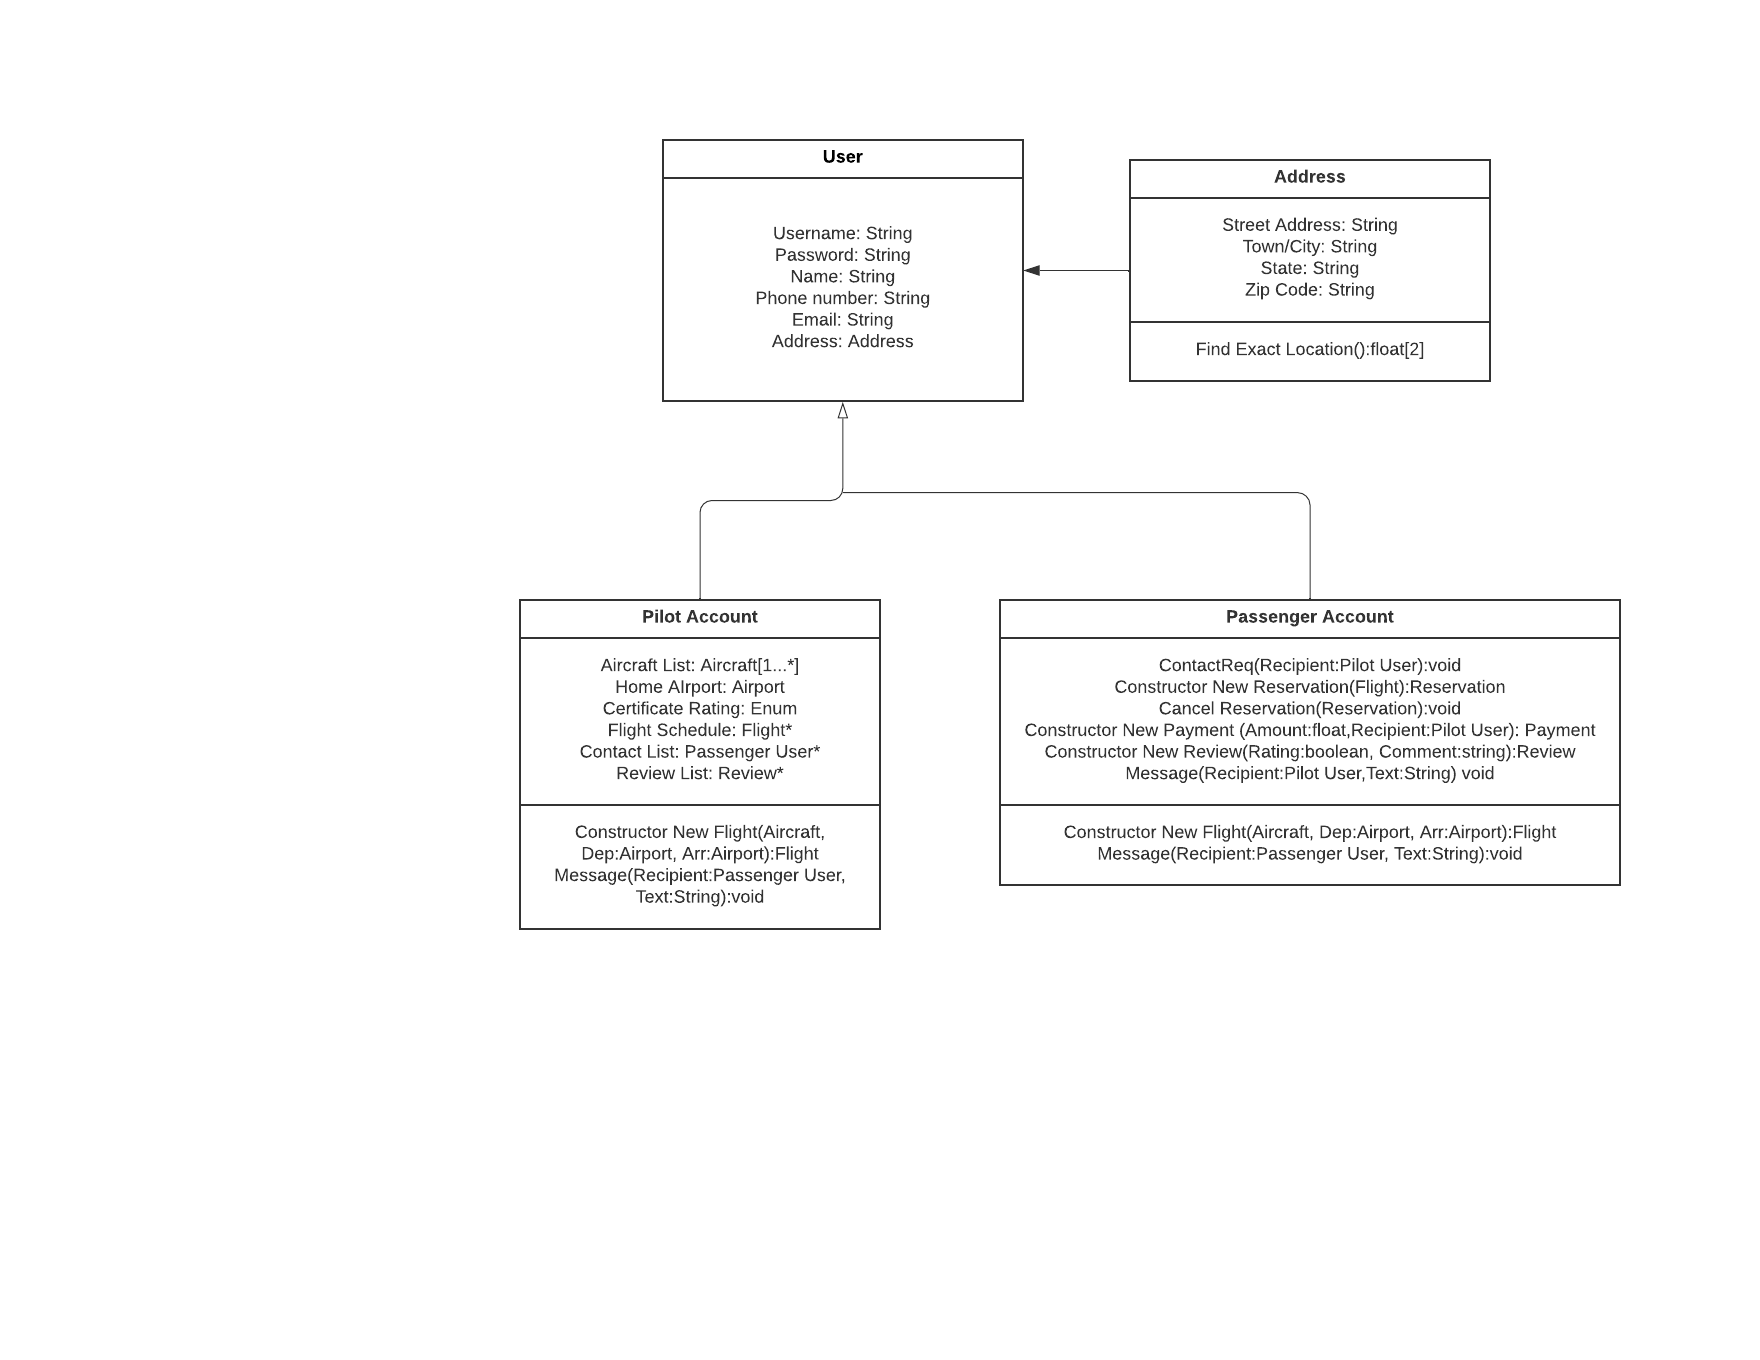 User
Username: String
Password: String
Name: String
Phone number: String
Email: String
Address: Address
Address
Street Address: String
Town/City: String
State: String
Zip Code: String
Find Exact Location():float[2]
Pilot Account
Aircraft List: Aircraft[1...*]
Home AIrport: Airport
Certificate Rating: Enum
Flight Schedule: Flight*
Contact List: Passenger User*
Review List: Review*
Constructor New Flight(Aircraft,
Dep:Airport, Arr:Airport):Flight
Message(Recipient:Passenger User,
Text:String):void
Passenger Account
ContactReq(Recipient:Pilot User):void
Constructor New Reservation(Flight):Reservation
Cancel Reservation(Reservation):void
Constructor New Payment (Amount:float,Recipient:Pilot User): Payment
Constructor New Review(Rating:boolean, Comment:string):Review
Message(Recipient:Pilot User,Text:String) void
Constructor New Flight(Aircraft, Dep:Airport, Arr:Airport):Flight
Message(Recipient:Passenger User, Text:String):void